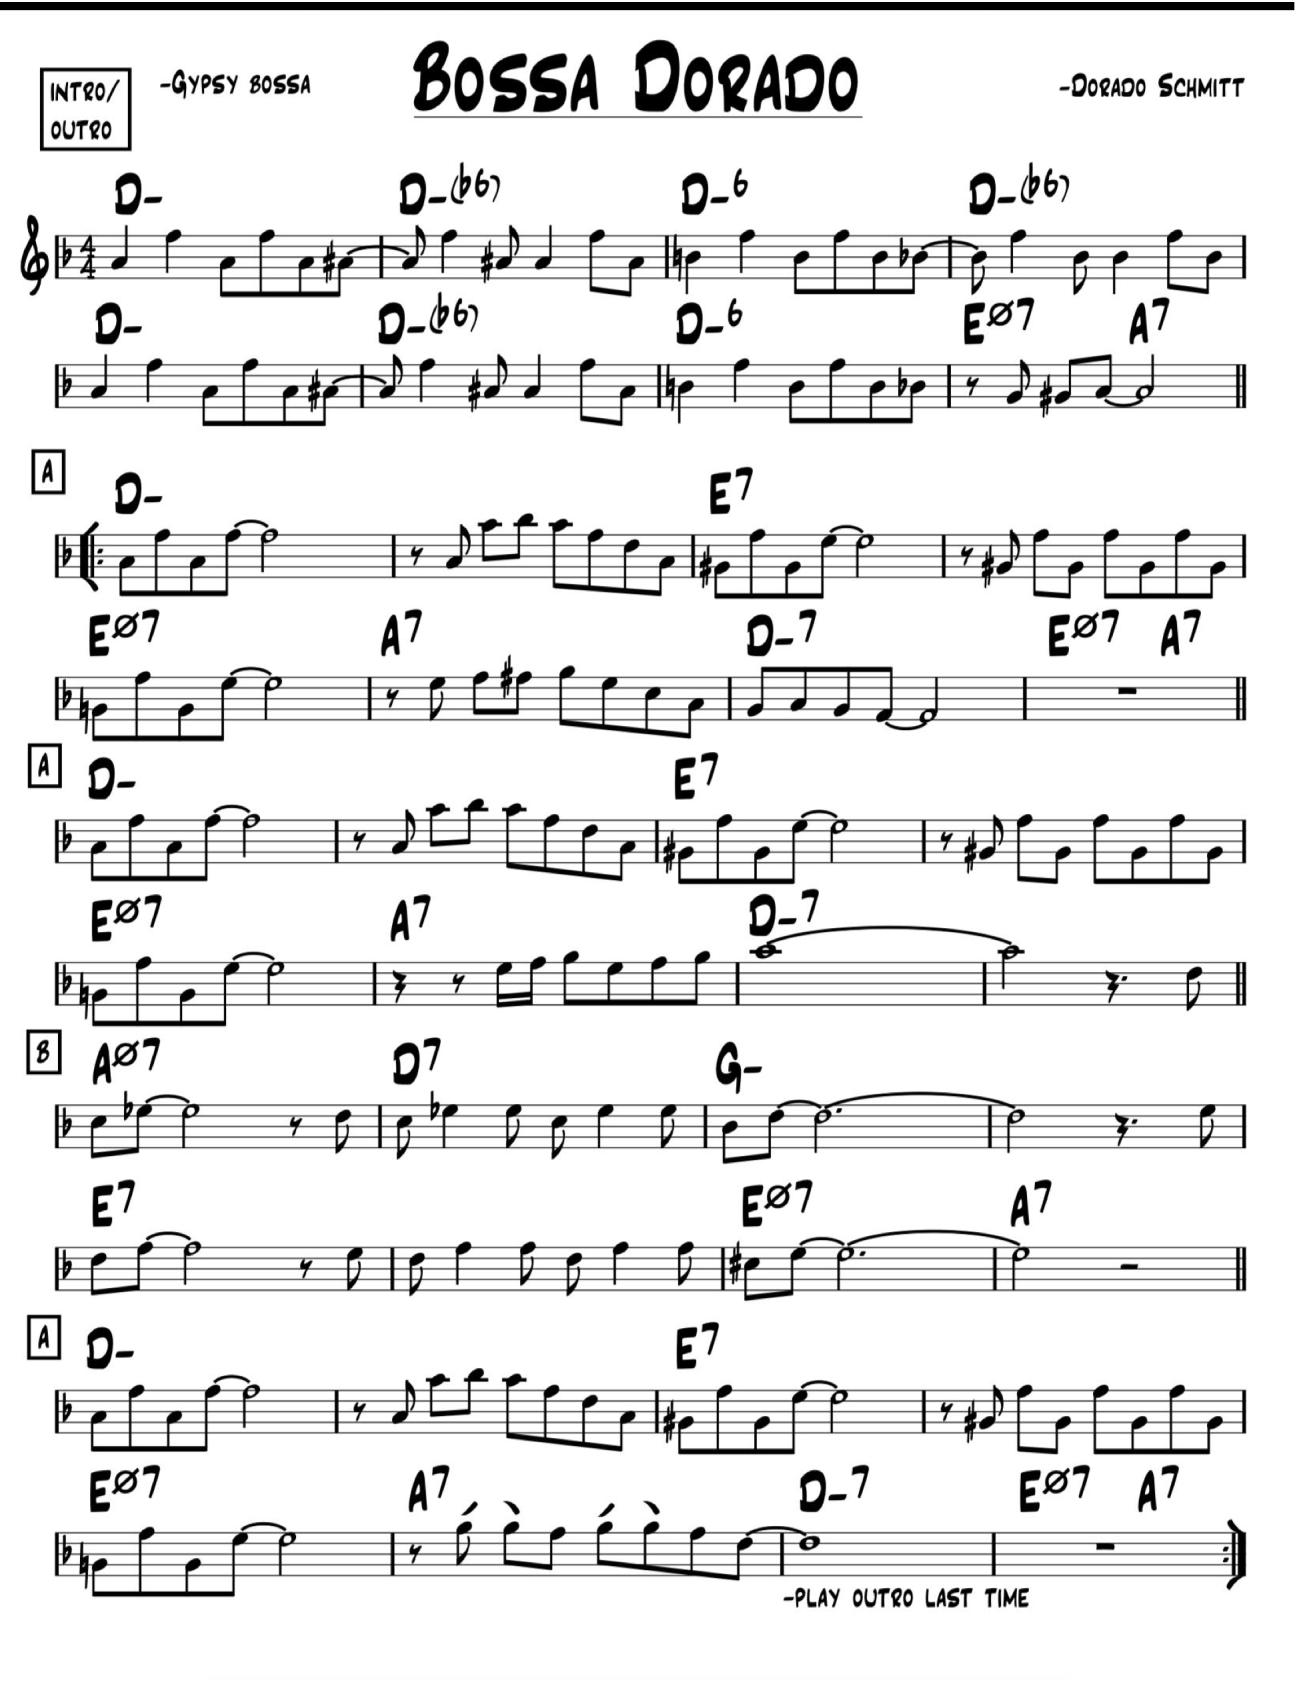 BOSSA DORADO
INTRO/
OUTRO
-GYPSY BOSSA
-DORADO SCHMITT
D- D-(♭6) D-6 D-(♭6)
4
4
D- D-(♭6) D-6 EØ7 A7
A
D- E7
EØ7 A7 D-7 EØ7 A7
A
D- E7
EØ7 A7 D-7
B
AØ7 D7 G-
E7 EØ7 A7
A
D- E7
EØ7 A7 D-7 EØ7 A7
-PLAY OUTRO LAST TIME